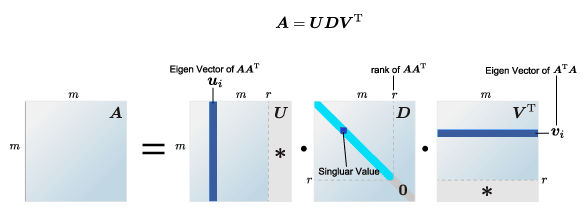 A = UDVᵀ
Eigen Vector of AAᵀ
rank of AAᵀ
Eigen Vector of AᵀA
uᵢ
m
m
r
m
r
m
A
U
D
Vᵀ
m
=
m
*
·
Singluar Value
·
vᵢ
r
0
*
r